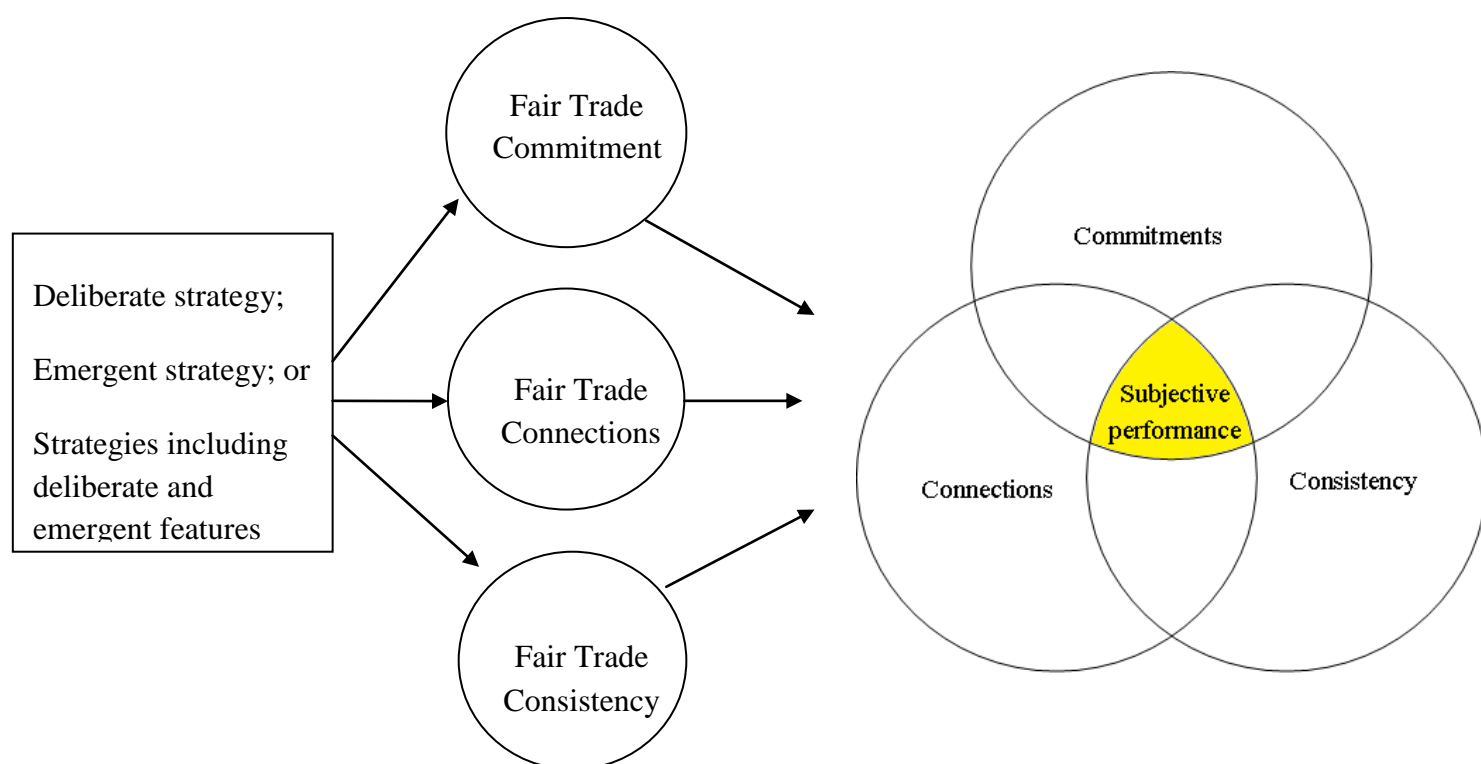 Deliberate strategy;
Emergent strategy; or
Strategies including
deliberate and
emergent features
Fair Trade
Commitment
Fair Trade
Connections
Fair Trade
Consistency
Commitments
Subjective
performance
Connections
Consistency